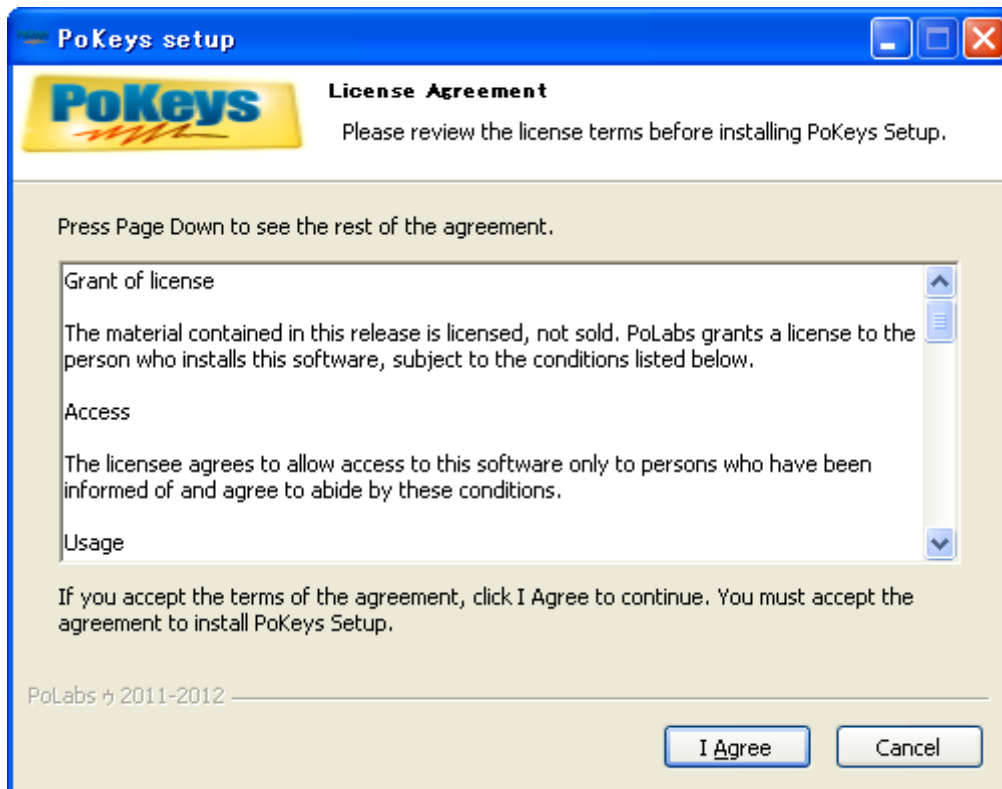 PoKeys setup
PoKeys
License Agreement
Please review the license terms before installing PoKeys Setup.
Press Page Down to see the rest of the agreement.
Grant of license
The material contained in this release is licensed, not sold. PoLabs grants a license to the
person who installs this software, subject to the conditions listed below.
Access
The licensee agrees to allow access to this software only to persons who have been
informed of and agree to abide by these conditions.
Usage
If you accept the terms of the agreement, click I Agree to continue. You must accept the
agreement to install PoKeys Setup.
PoLabs ｩ 2011-2012
I Agree
Cancel